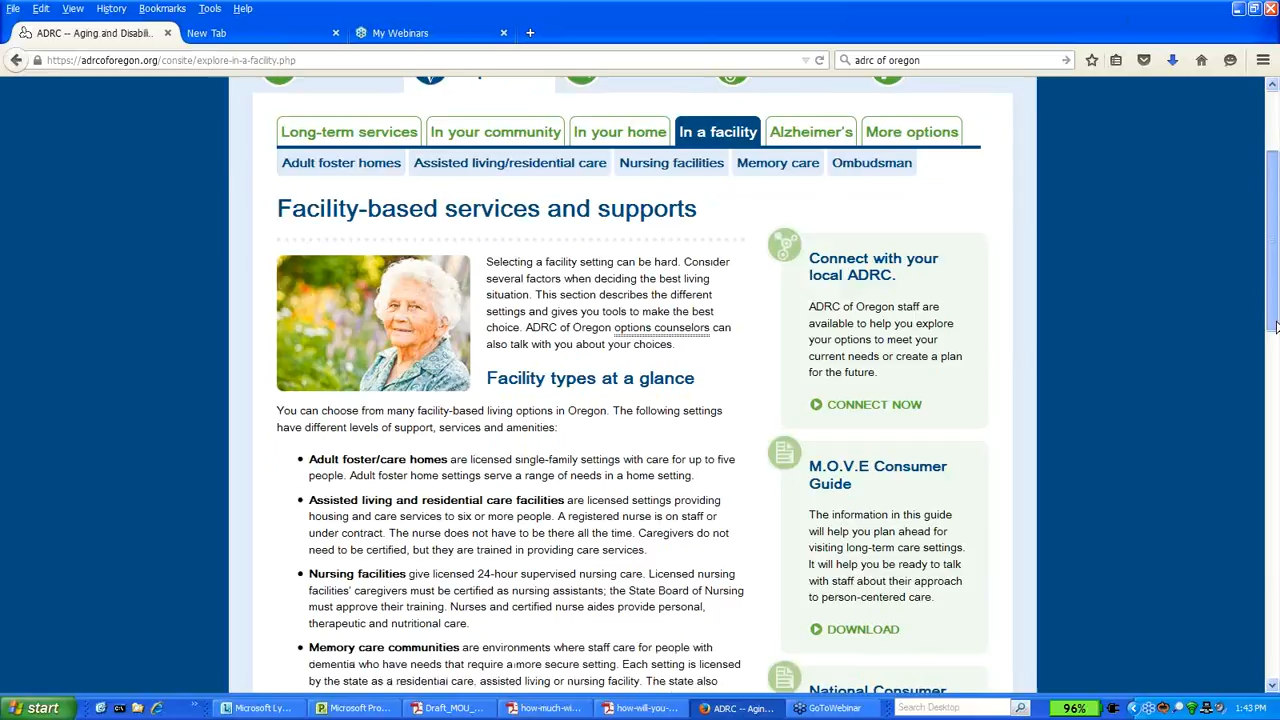 File Edit View History Bookmarks Tools Help
ADRC -- Aging and Disabili... New Tab My Webinars
https://adrcoforegon.org/consite/explore-in-a-facility.php adrc of oregon
Long-term services In your community In your home In a facility Alzheimer's More options
Adult foster homes Assisted living/residential care Nursing facilities Memory care Ombudsman
Facility-based services and supports
Selecting a facility setting can be hard. Consider
several factors when deciding the best living
situation. This section describes the different
settings and gives you tools to make the best
choice. ADRC of Oregon options counselors can
also talk with you about your choices.
Facility types at a glance
You can choose from many facility-based living options in Oregon. The following settings
have different levels of support, services and amenities:
• Adult foster/care homes are licensed single-family settings with care for up to five
people. Adult foster home settings serve a range of needs in a home setting.
• Assisted living and residential care facilities are licensed settings providing
housing and care services to six or more people. A registered nurse is on staff or
under contract. The nurse does not have to be there all the time. Caregivers do not
need to be certified, but they are trained in providing care services.
• Nursing facilities give licensed 24-hour supervised nursing care. Licensed nursing
facilities' caregivers must be certified as nursing assistants; the State Board of Nursing
must approve their training. Nurses and certified nurse aides provide personal,
therapeutic and nutritional care.
• Memory care communities are environments where staff care for people with
dementia who have needs that require a more secure setting. Each setting is licensed
by the state as a residential care, assisted living or nursing facility. The state also
Connect with your
local ADRC.
ADRC of Oregon staff are
available to help you explore
your options to meet your
current needs or create a plan
for the future.
CONNECT NOW
M.O.V.E Consumer
Guide
The information in this guide
will help you plan ahead for
visiting long-term care settings.
It will help you be ready to talk
with staff about their approach
to person-centered care.
DOWNLOAD
National Consumer
start Microsoft Ly... Microsoft Pro... Draft_MOU_... how-much-wi... how-will-you-... ADRC -- Agin... GoToWebinar Search Desktop 96% 1:43 PM